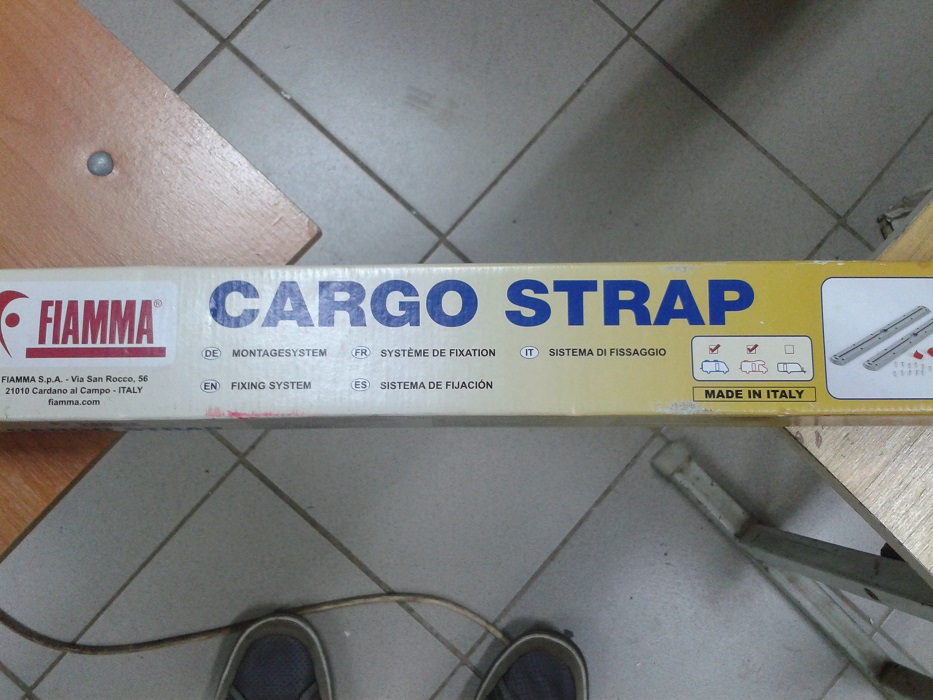 FIAMMA®
FIAMMA S.p.A. - Via San Rocco, 56
21010 Cardano al Campo - ITALY
fiamma.com
CARGO STRAP
DE MONTAGESYSTEM
FR SYSTÈME DE FIXATION
IT SISTEMA DI FISSAGGIO
EN FIXING SYSTEM
ES SISTEMA DE FIJACIÓN
MADE IN ITALY